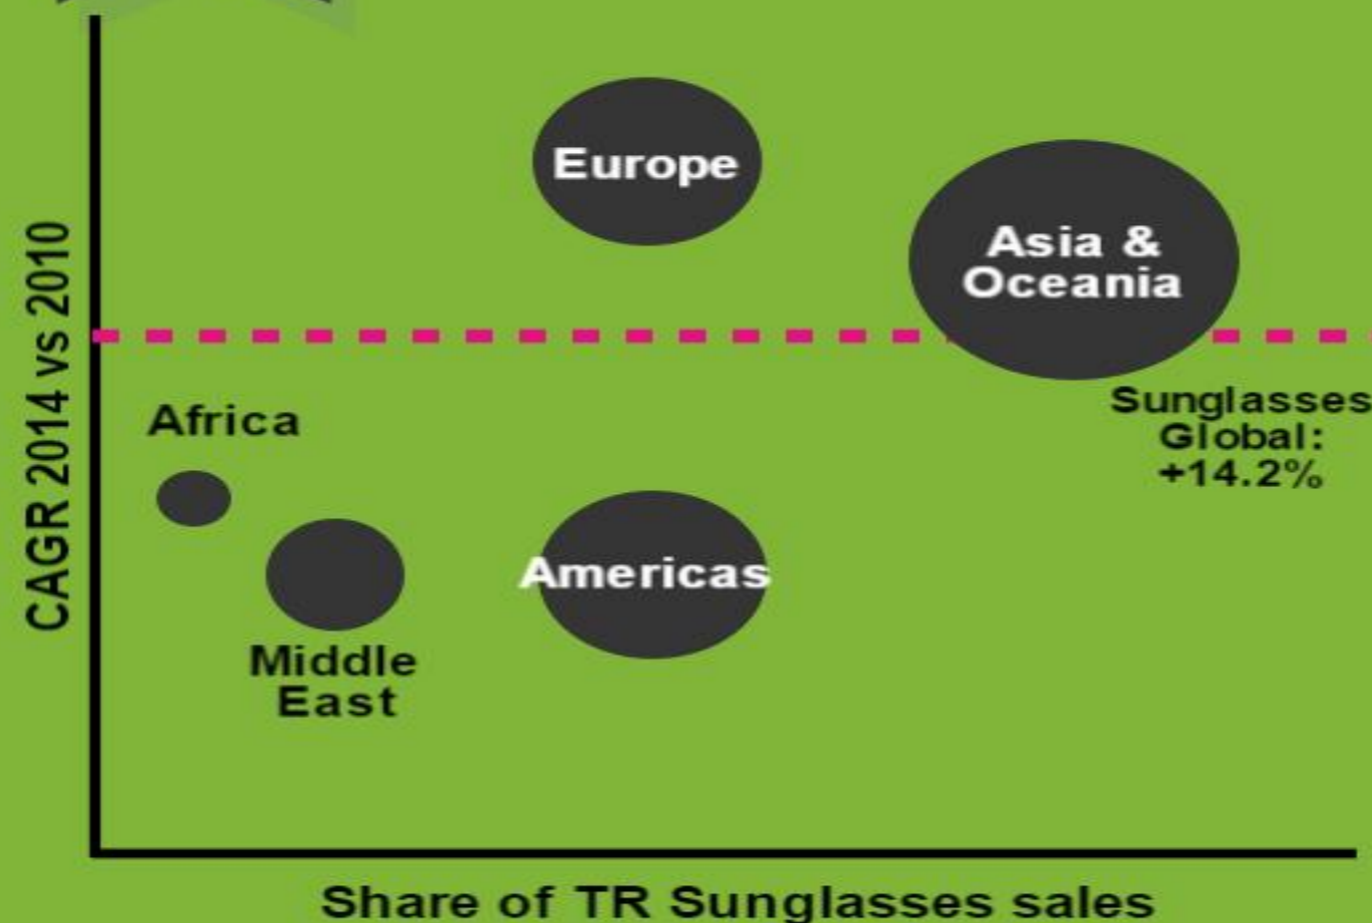 Europe
Asia &
Oceania
CAGR 2014 vs 2010
Africa
Sunglasses
Global:
+14.2%
Americas
Middle
East
Share of TR Sunglasses sales